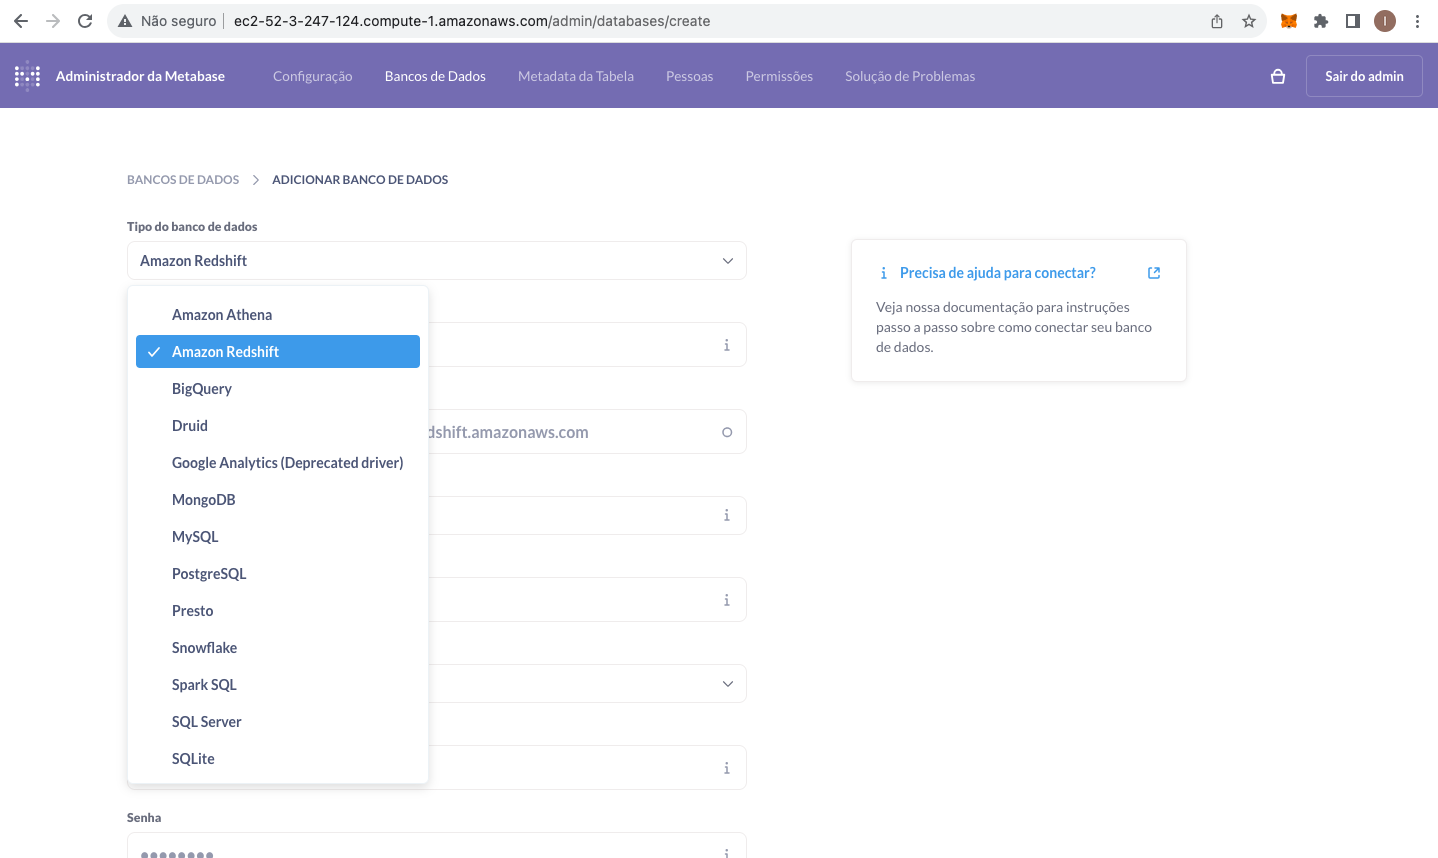 Não seguro
ec2-52-3-247-124.compute-1.amazonaws.com/admin/databases/create
I
Administrador da Metabase
Configuração
Bancos de Dados
Metadata da Tabela
Pessoas
Permissões
Solução de Problemas
Sair do admin
BANCOS DE DADOS
ADICIONAR BANCO DE DADOS
Tipo do banco de dados
Amazon Redshift
Amazon Athena
Amazon Redshift
BigQuery
Druid
Google Analytics (Deprecated driver)
MongoDB
MySQL
PostgreSQL
Presto
Snowflake
Spark SQL
SQL Server
SQLite
dshift.amazonaws.com
Senha
Precisa de ajuda para conectar?
Veja nossa documentação para instruções
passo a passo sobre como conectar seu banco
de dados.